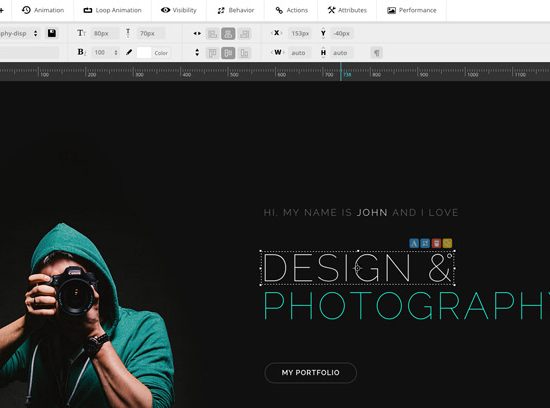 Animation Loop Animation Visibility Behavior Actions Attributes Performance
phy-disp 80px 70px X 153px Y -40px
B 100 Color W auto H auto
100 200 300 400 500 600 700 738 800 900 1000 1100
HI, MY NAME IS JOHN AND I LOVE
DESIGN &
PHOTOGRAPHY
MY PORTFOLIO